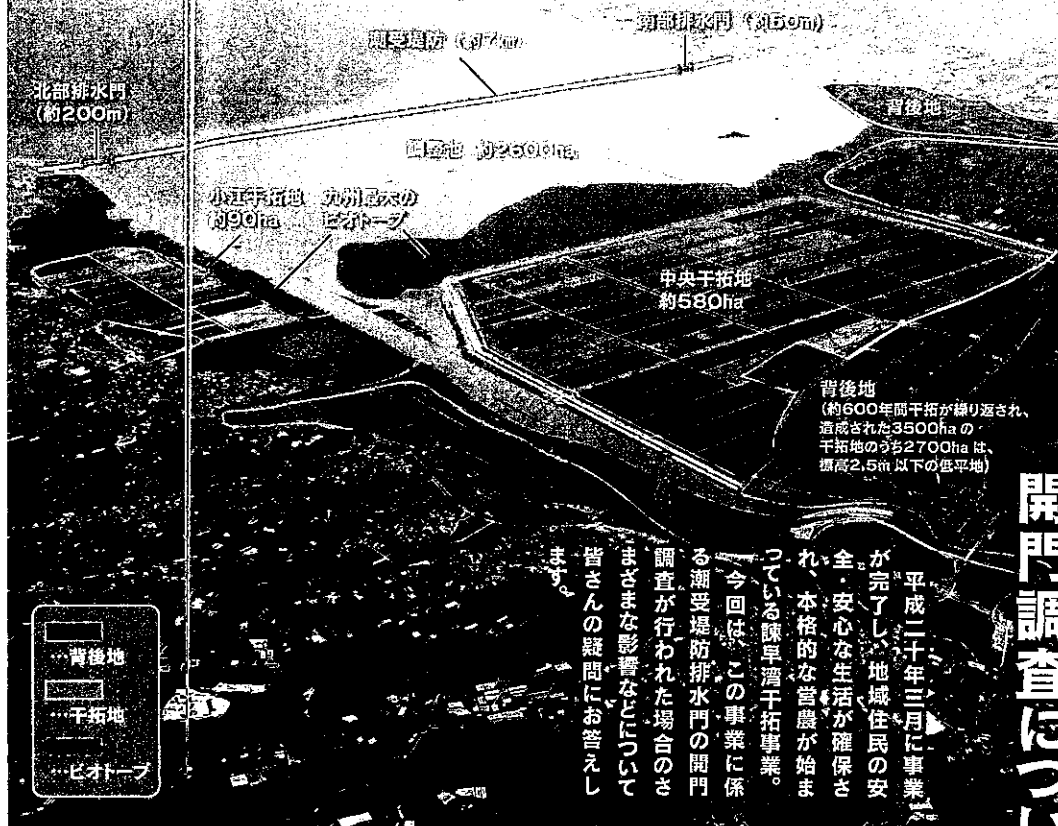 南部排水門（約50m）
潮受堤防（約7km）
北部排水門
（約200m）
背後地
調整池 約2600ha
小江干拓地
約90ha
九州最大の
ビオトープ
中央干拓地
約580ha
背後地
（約600年間干拓が繰り返され、
造成された3500haの
干拓地のうち2700haは、
標高2.5m以下の低平地）
開門調査につい
平成二十年三月に事業
が完了し、地域住民の安
全・安心な生活が確保さ
れ、本格的な営農が始ま
っている諫早湾干拓事業。
今回は、この事業に係
る潮受堤防排水門の開門
調査が行われた場合のさ
まざまな影響などについて
皆さんの疑問にお答えし
ます。
…背後地
…干拓地
…ビオトープ